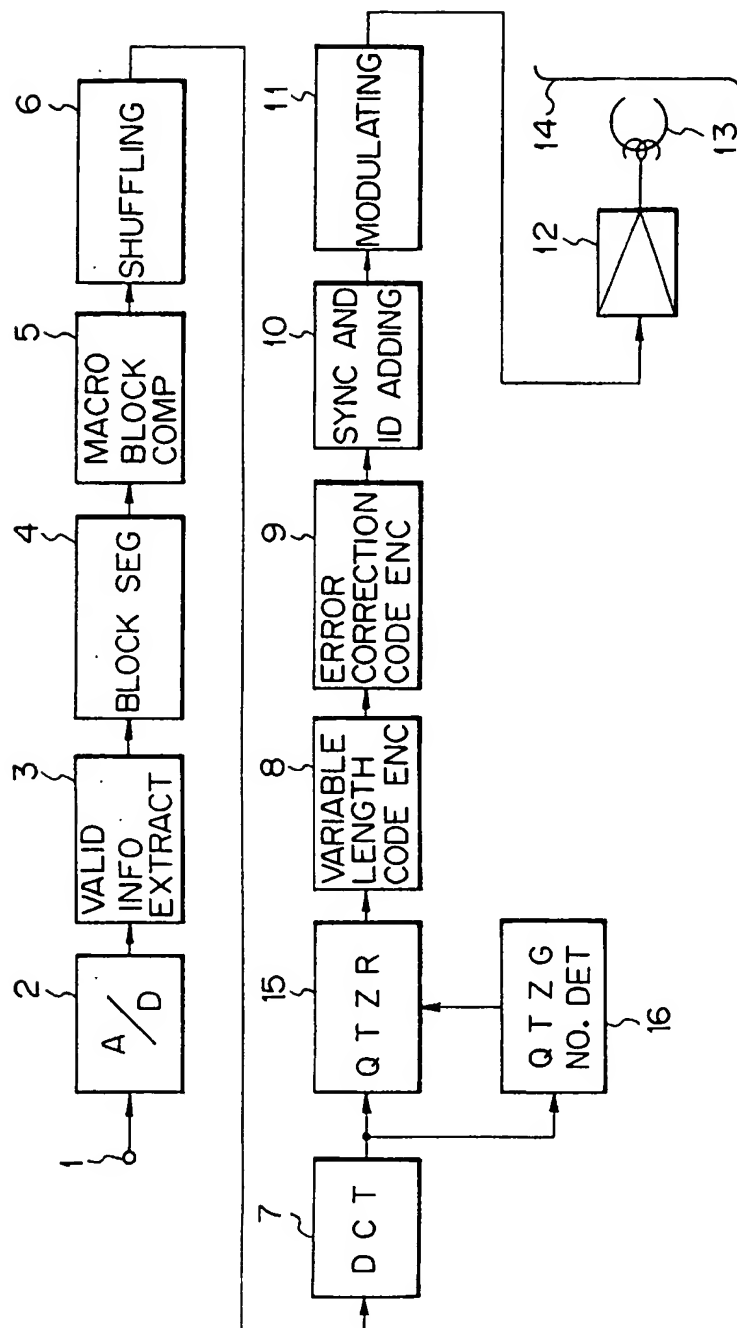 1
2
A/D
3
VALID
INFO
EXTRACT
4
BLOCK SEG
5
MACRO
BLOCK
COMP
6
SHUFFLING
7
D C T
15
Q T Z R
16
Q T Z G
NO. DET
8
VARIABLE
LENGTH
CODE ENC
9
ERROR
CORRECTION
CODE ENC
10
SYNC AND
ID ADDING
11
MODULATING
12
13
14